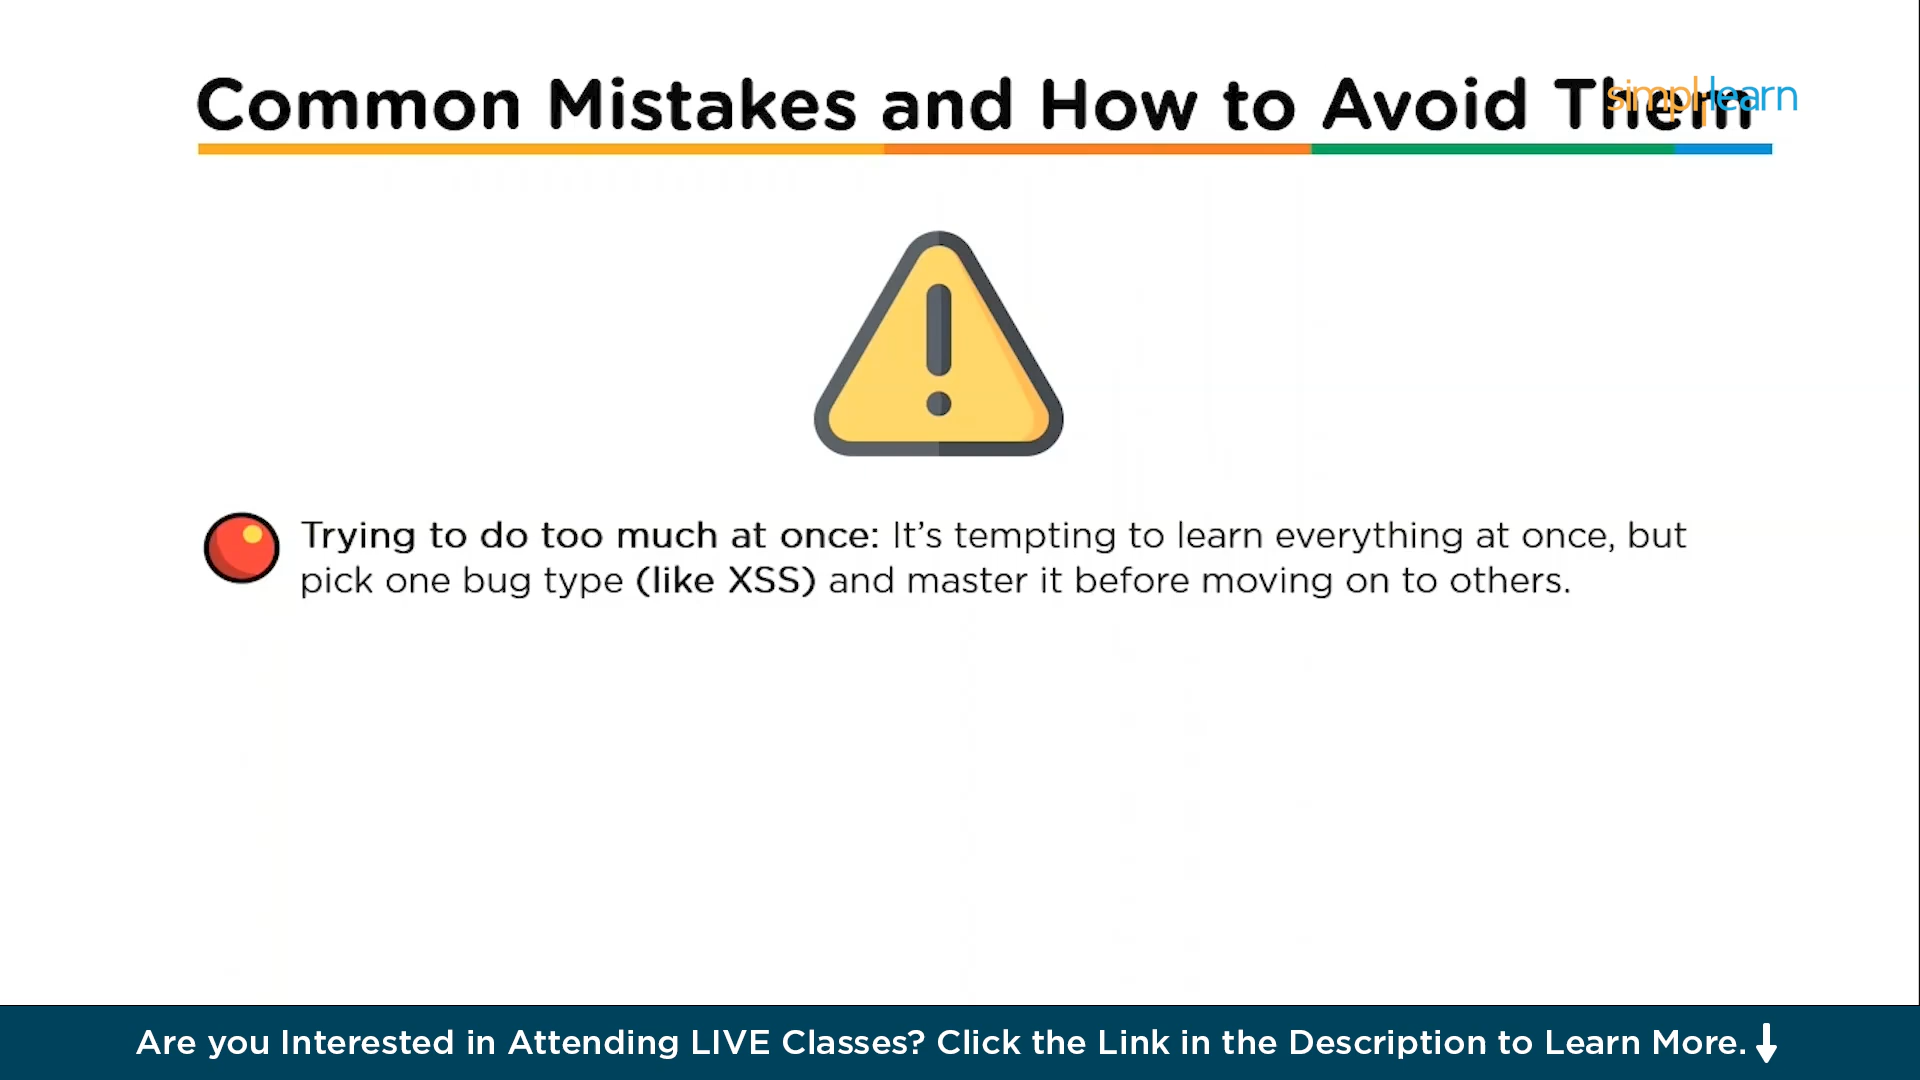 Common Mistakes and How to Avoid Them
simplilearn
Trying to do too much at once: It’s tempting to learn everything at once, but
pick one bug type (like XSS) and master it before moving on to others.
Are you Interested in Attending LIVE Classes? Click the Link in the Description to Learn More.